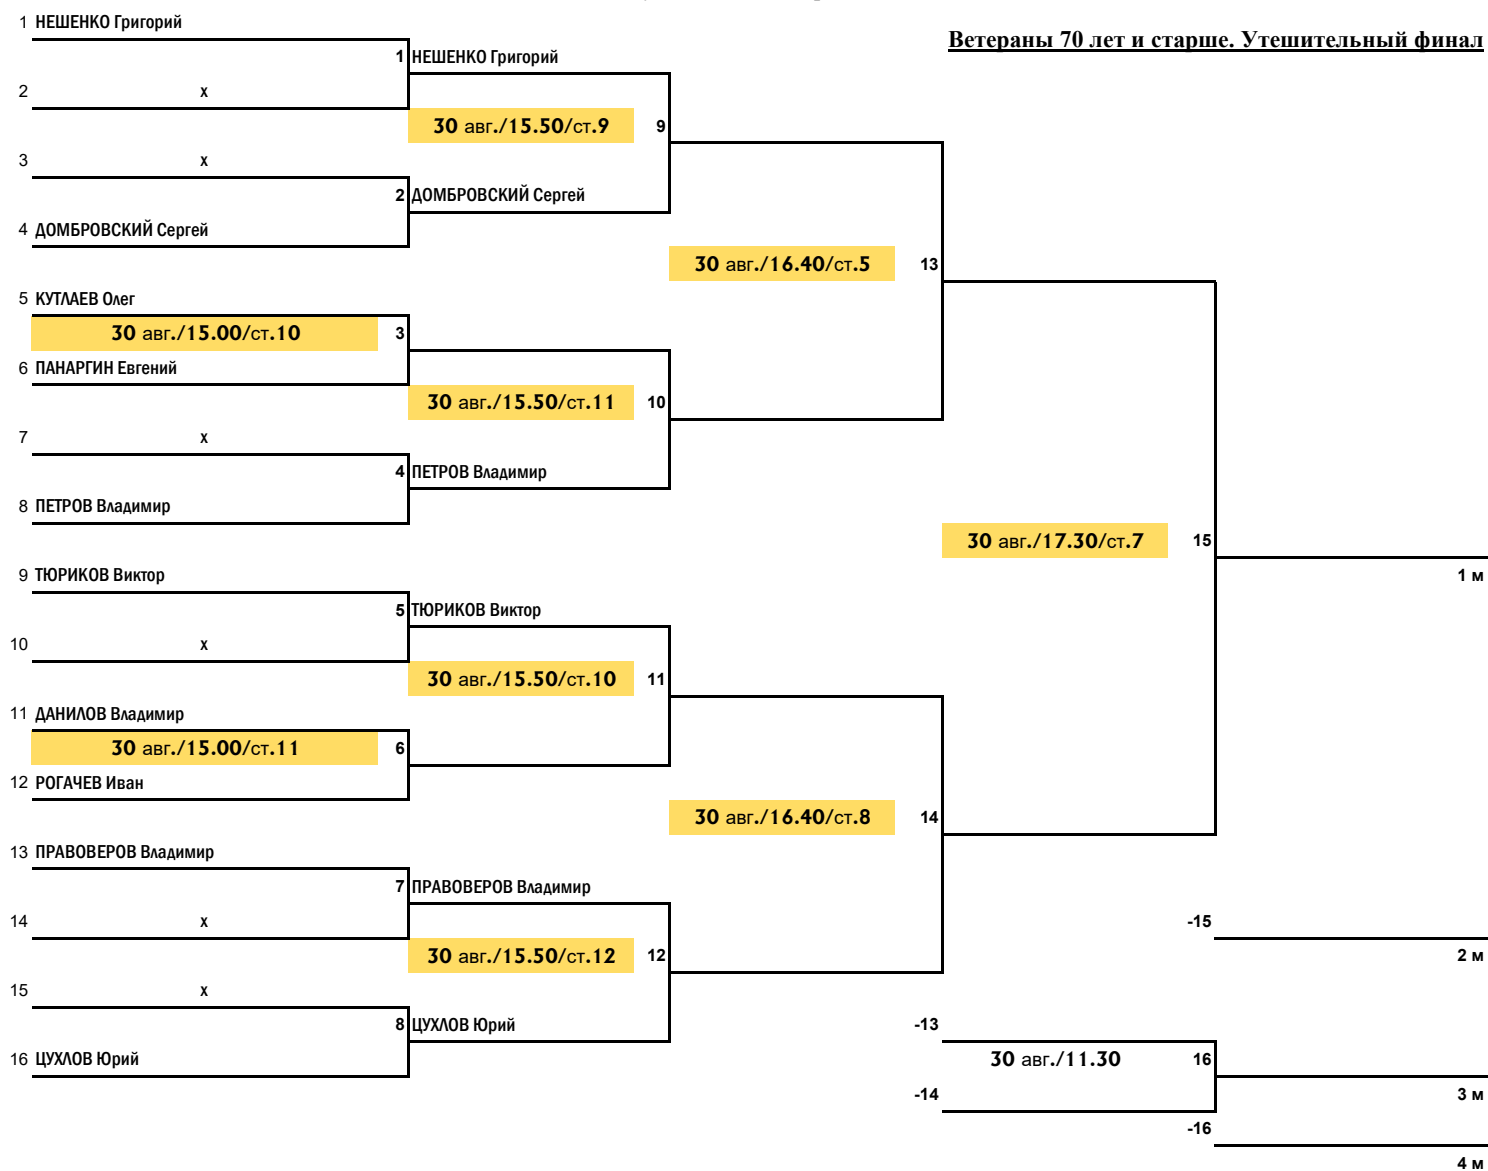 1 НЕШЕНКО Григорий
Ветераны 70 лет и старше. Утешительный финал
1 НЕШЕНКО Григорий
2 х
30 авг./15.50/ст.9 9
3 х
2 ДОМБРОВСКИЙ Сергей
4 ДОМБРОВСКИЙ Сергей
30 авг./16.40/ст.5 13
5 КУТЛАЕВ Олег
30 авг./15.00/ст.10 3
6 ПАНАРГИН Евгений
30 авг./15.50/ст.11 10
7 х
4 ПЕТРОВ Владимир
8 ПЕТРОВ Владимир
30 авг./17.30/ст.7 15
9 ТЮРИКОВ Виктор
1 м
5 ТЮРИКОВ Виктор
10 х
30 авг./15.50/ст.10 11
11 ДАНИЛОВ Владимир
30 авг./15.00/ст.11 6
12 РОГАЧЕВ Иван
30 авг./16.40/ст.8 14
13 ПРАВОВЕРОВ Владимир
7 ПРАВОВЕРОВ Владимир
14 х
-15
30 авг./15.50/ст.12 12
2 м
15 х
8 ЦУХЛОВ Юрий
-13
16 ЦУХЛОВ Юрий
30 авг./11.30 16
-14
3 м
-16
4 м